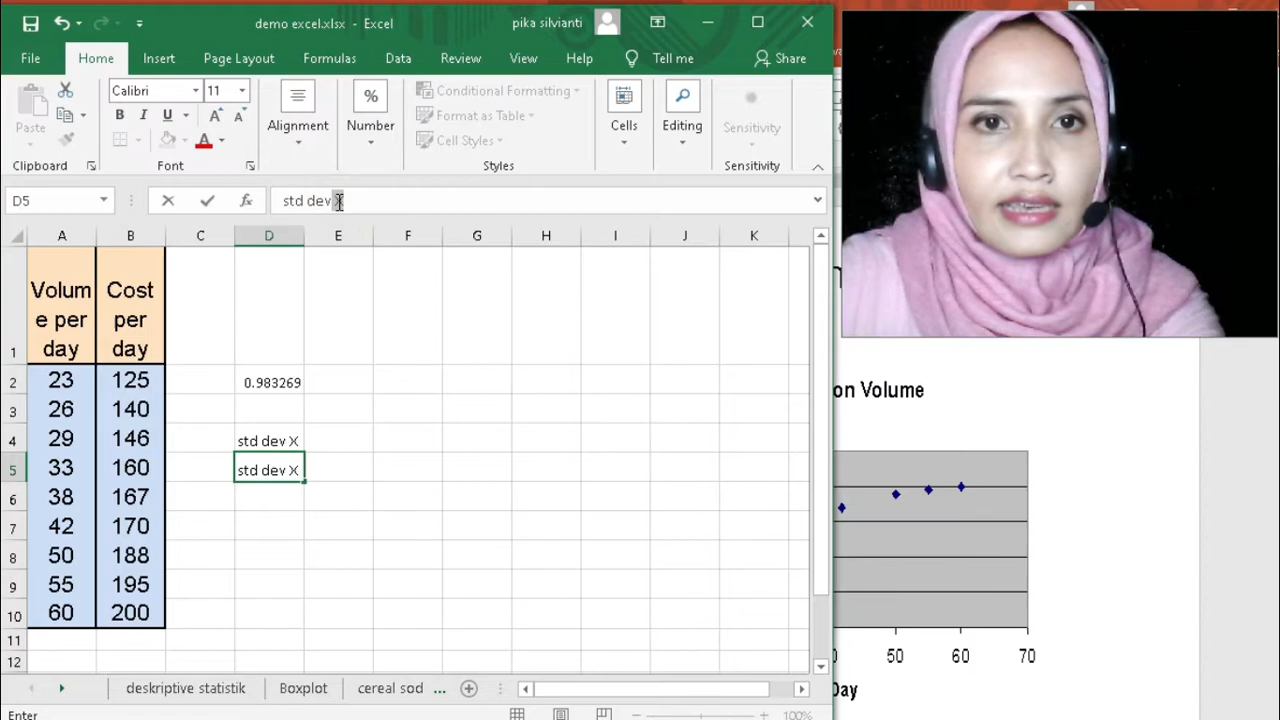 demo excel.xlsx - Excel
pika silvianti
File Home Insert Page Layout Formulas Data Review View Help Tell me Share
Paste
Calibri 11
B I U
A A
A
Alignment
%
Number
Conditional Formatting
Format as Table
Cell Styles
Cells
Editing
Sensitivity
Clipboard
Font
Styles
Sensitivity
D5
fx
std dev X
A B C D E F G H I J K
1
Volum
e per
day
Cost
per
day
2 23 125 0.983269
3 26 140
4 29 146 std dev X
5 33 160 std dev X
6 38 167
7 42 170
8 50 188
9 55 195
10 60 200
11
12
deskriptive statistik Boxplot cereal sod ...
Enter
100%
on Volume
50 60 70
Day